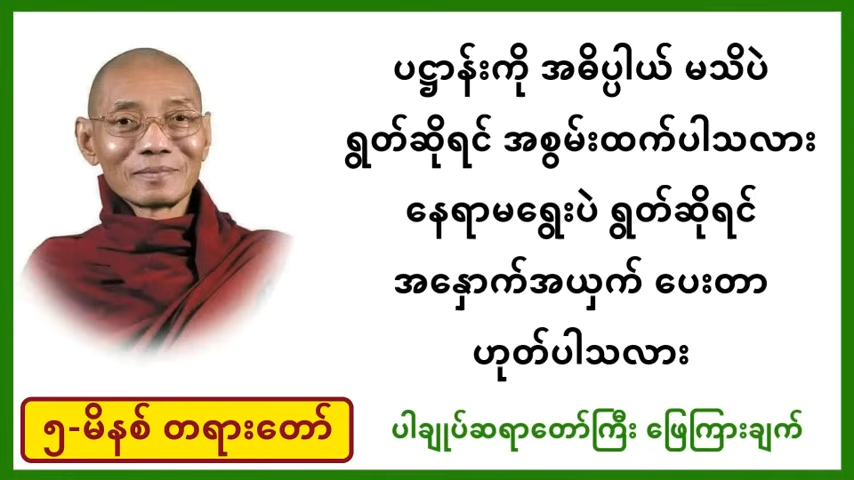 ပဋ္ဌာန်းကို အဓိပ္ပါယ် မသိပဲ
ရွတ်ဆိုရင် အစွမ်းထက်ပါသလား
နေရာမရွေးပဲ ရွတ်ဆိုရင်
အနှောက်အယှက် ပေးတာ
ဟုတ်ပါသလား
၅-မိနစ် တရားတော်
ပါချုပ်ဆရာတော်ကြီး ဖြေကြားချက်